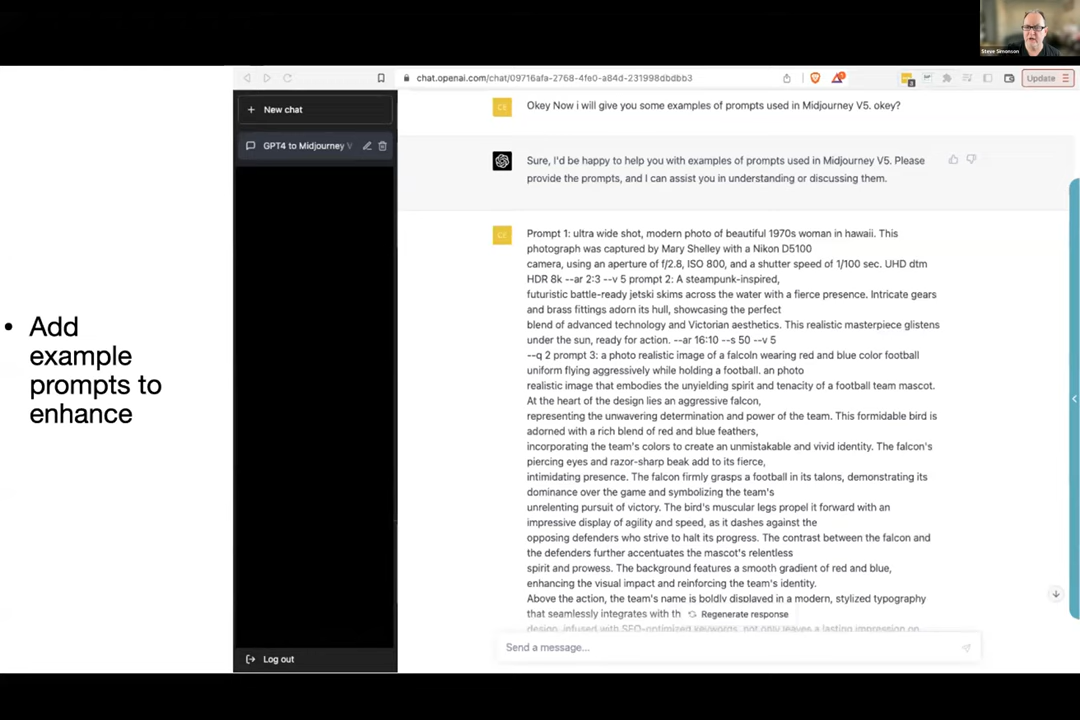 Steve Simonson
chat.openai.com/chat/09716afa-2768-4fe0-a84d-231998dbdbb3
Update
New chat
GPT4 to Midjourney V
Okey Now i will give you some examples of prompts used in Midjourney V5. okey?
Sure, I'd be happy to help you with examples of prompts used in Midjourney V5. Please
provide the prompts, and I can assist you in understanding or discussing them.
Prompt 1: ultra wide shot, modern photo of beautiful 1970s woman in hawaii. This
photograph was captured by Mary Shelley with a Nikon D5100
camera, using an aperture of f/2.8, ISO 800, and a shutter speed of 1/100 sec. UHD dtm
HDR 8k --ar 2:3 --v 5 prompt 2: A steampunk-inspired,
futuristic battle-ready jetski skims across the water with a fierce presence. Intricate gears
and brass fittings adorn its hull, showcasing the perfect
blend of advanced technology and Victorian aesthetics. This realistic masterpiece glistens
under the sun, ready for action. --ar 16:10 --s 50 --v 5
--q 2 prompt 3: a photo realistic image of a falcoln wearing red and blue color football
uniform flying aggressively while holding a football. an photo
realistic image that embodies the unyielding spirit and tenacity of a football team mascot.
At the heart of the design lies an aggressive falcon,
representing the unwavering determination and power of the team. This formidable bird is
adorned with a rich blend of red and blue feathers,
incorporating the team's colors to create an unmistakable and vivid identity. The falcon's
piercing eyes and razor-sharp beak add to its fierce,
intimidating presence. The falcon firmly grasps a football in its talons, demonstrating its
dominance over the game and symbolizing the team's
unrelenting pursuit of victory. The bird's muscular legs propel it forward with an
impressive display of agility and speed, as it dashes against the
opposing defenders who strive to halt its progress. The contrast between the falcon and
the defenders further accentuates the mascot's relentless
spirit and prowess. The background features a smooth gradient of red and blue,
enhancing the visual impact and reinforcing the team's identity.
Above the action, the team's name is boldly displayed in a modern, stylized typography
that seamlessly integrates with th
Regenerate response
design, infused with SEO-optimized keywords, not only leaves a lasting impression on
Send a message...
Log out
• Add
example
prompts to
enhance